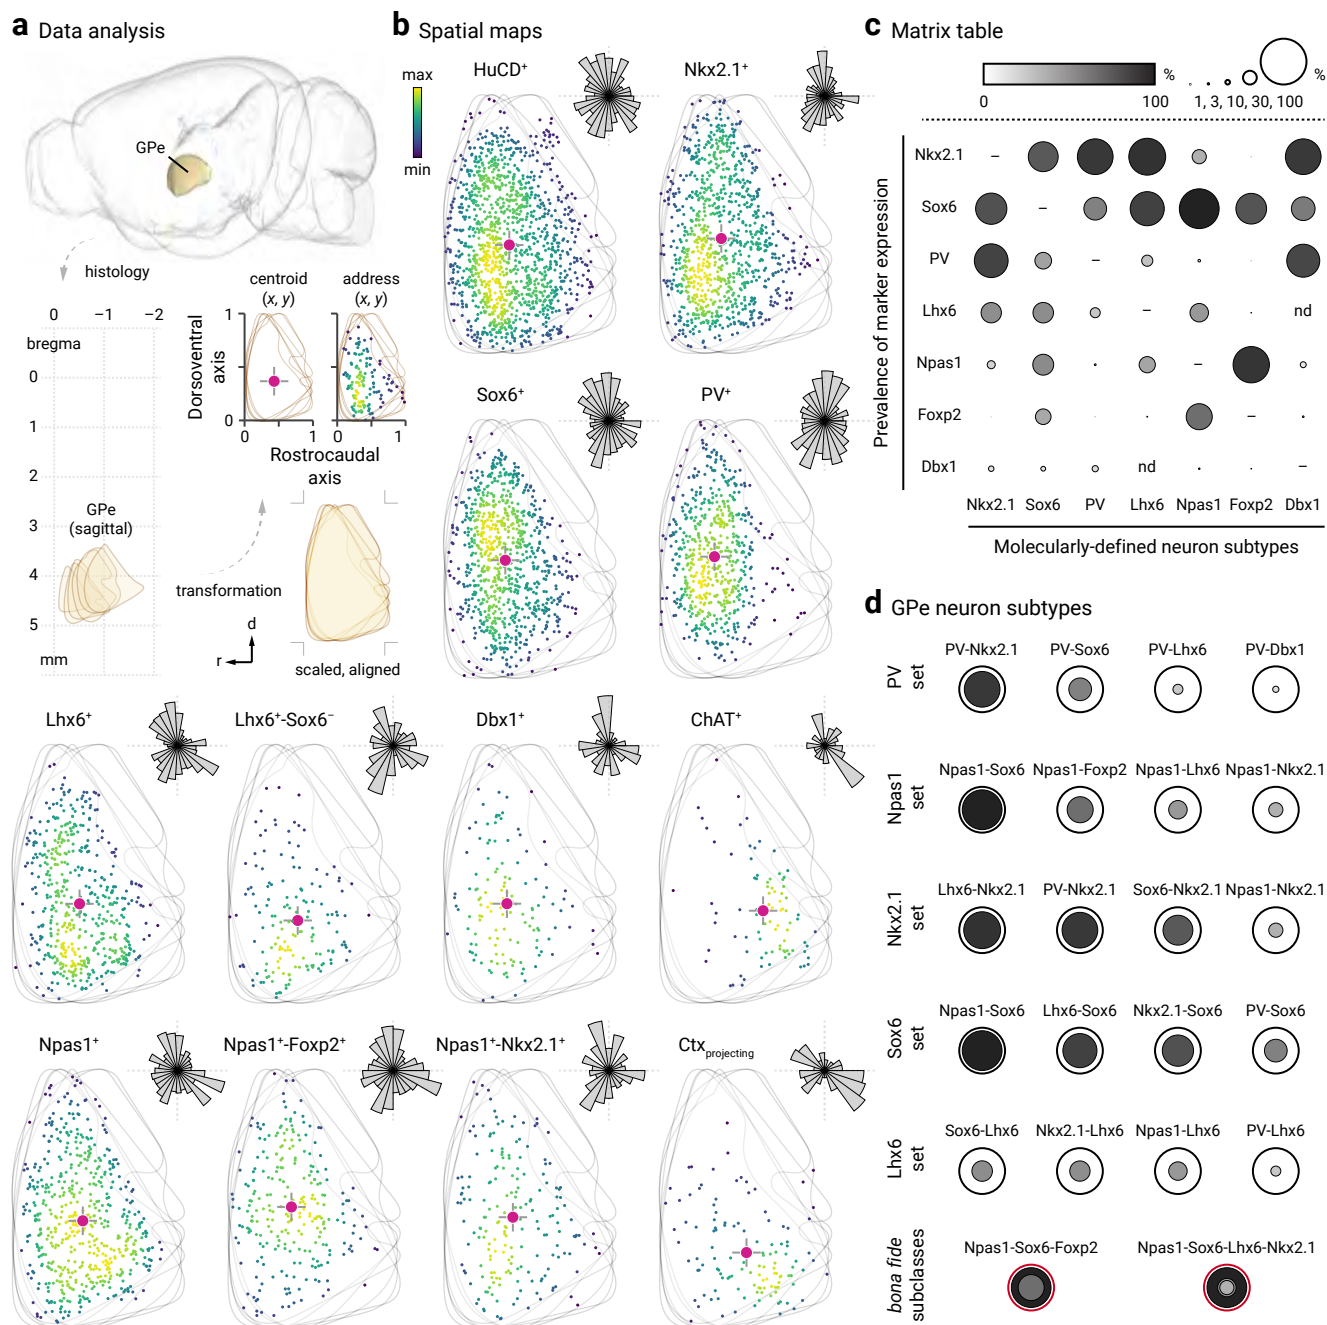 a Data analysis
GPe
histology
0 −1 −2
bregma
0
1
2
3
4
5
mm
GPe
(sagittal)
centroid
(x, y)
address
(x, y)
Dorsoventral
axis
1
0
0 1
0 1
Rostrocaudal
axis
transformation
d
r
scaled, aligned
b Spatial maps
max
min
HuCD+
Nkx2.1+
Sox6+
PV+
Lhx6+
Lhx6+-Sox6−
Dbx1+
ChAT+
Npas1+
Npas1+-Foxp2+
Npas1+-Nkx2.1+
Ctxprojecting
c Matrix table
%
0 100
%
1, 3, 10, 30, 100
Prevalence of marker expression
Nkx2.1 –
Sox6 –
PV –
Lhx6 – nd
Npas1 –
Foxp2 –
Dbx1 nd –
Nkx2.1 Sox6 PV Lhx6 Npas1 Foxp2 Dbx1
Molecularly-defined neuron subtypes
d GPe neuron subtypes
PV
set
PV-Nkx2.1 PV-Sox6 PV-Lhx6 PV-Dbx1
Npas1
set
Npas1-Sox6 Npas1-Foxp2 Npas1-Lhx6 Npas1-Nkx2.1
Nkx2.1
set
Lhx6-Nkx2.1 PV-Nkx2.1 Sox6-Nkx2.1 Npas1-Nkx2.1
Sox6
set
Npas1-Sox6 Lhx6-Sox6 Nkx2.1-Sox6 PV-Sox6
Lhx6
set
Sox6-Lhx6 Nkx2.1-Lhx6 Npas1-Lhx6 PV-Lhx6
bona fide
subclasses
Npas1-Sox6-Foxp2 Npas1-Sox6-Lhx6-Nkx2.1